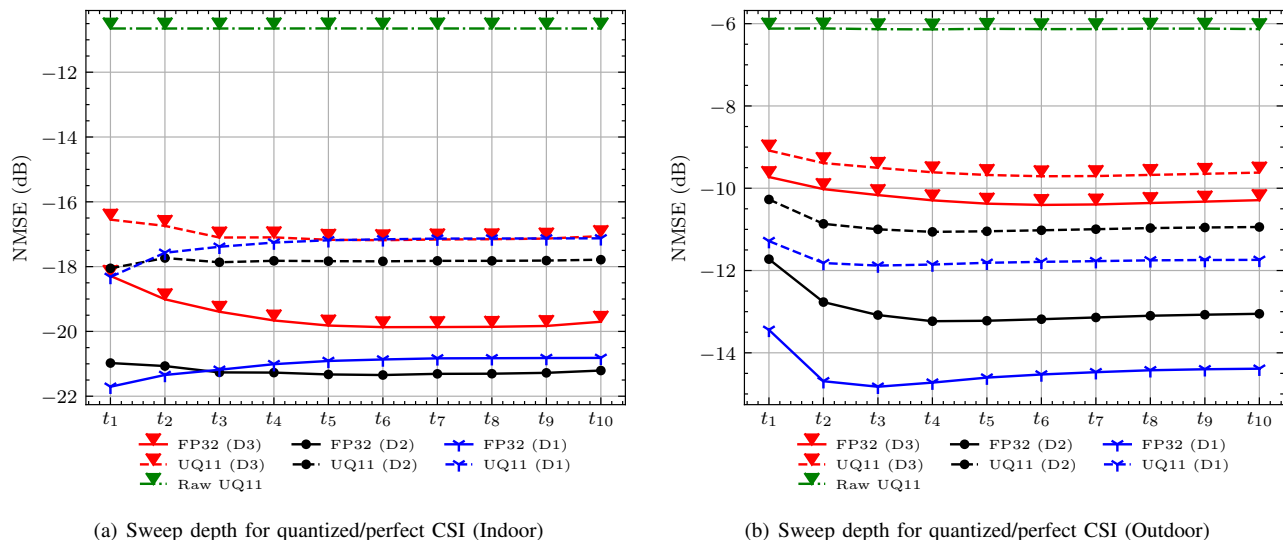 NMSE (dB)
−12
−14
−16
−18
−20
−22
t1 t2 t3 t4 t5 t6 t7 t8 t9 t10
FP32 (D3) FP32 (D2) FP32 (D1)
UQ11 (D3) UQ11 (D2) UQ11 (D1)
Raw UQ11
(a) Sweep depth for quantized/perfect CSI (Indoor)
NMSE (dB)
−6
−8
−10
−12
−14
t1 t2 t3 t4 t5 t6 t7 t8 t9 t10
FP32 (D3) FP32 (D2) FP32 (D1)
UQ11 (D3) UQ11 (D2) UQ11 (D1)
Raw UQ11
(b) Sweep depth for quantized/perfect CSI (Outdoor)